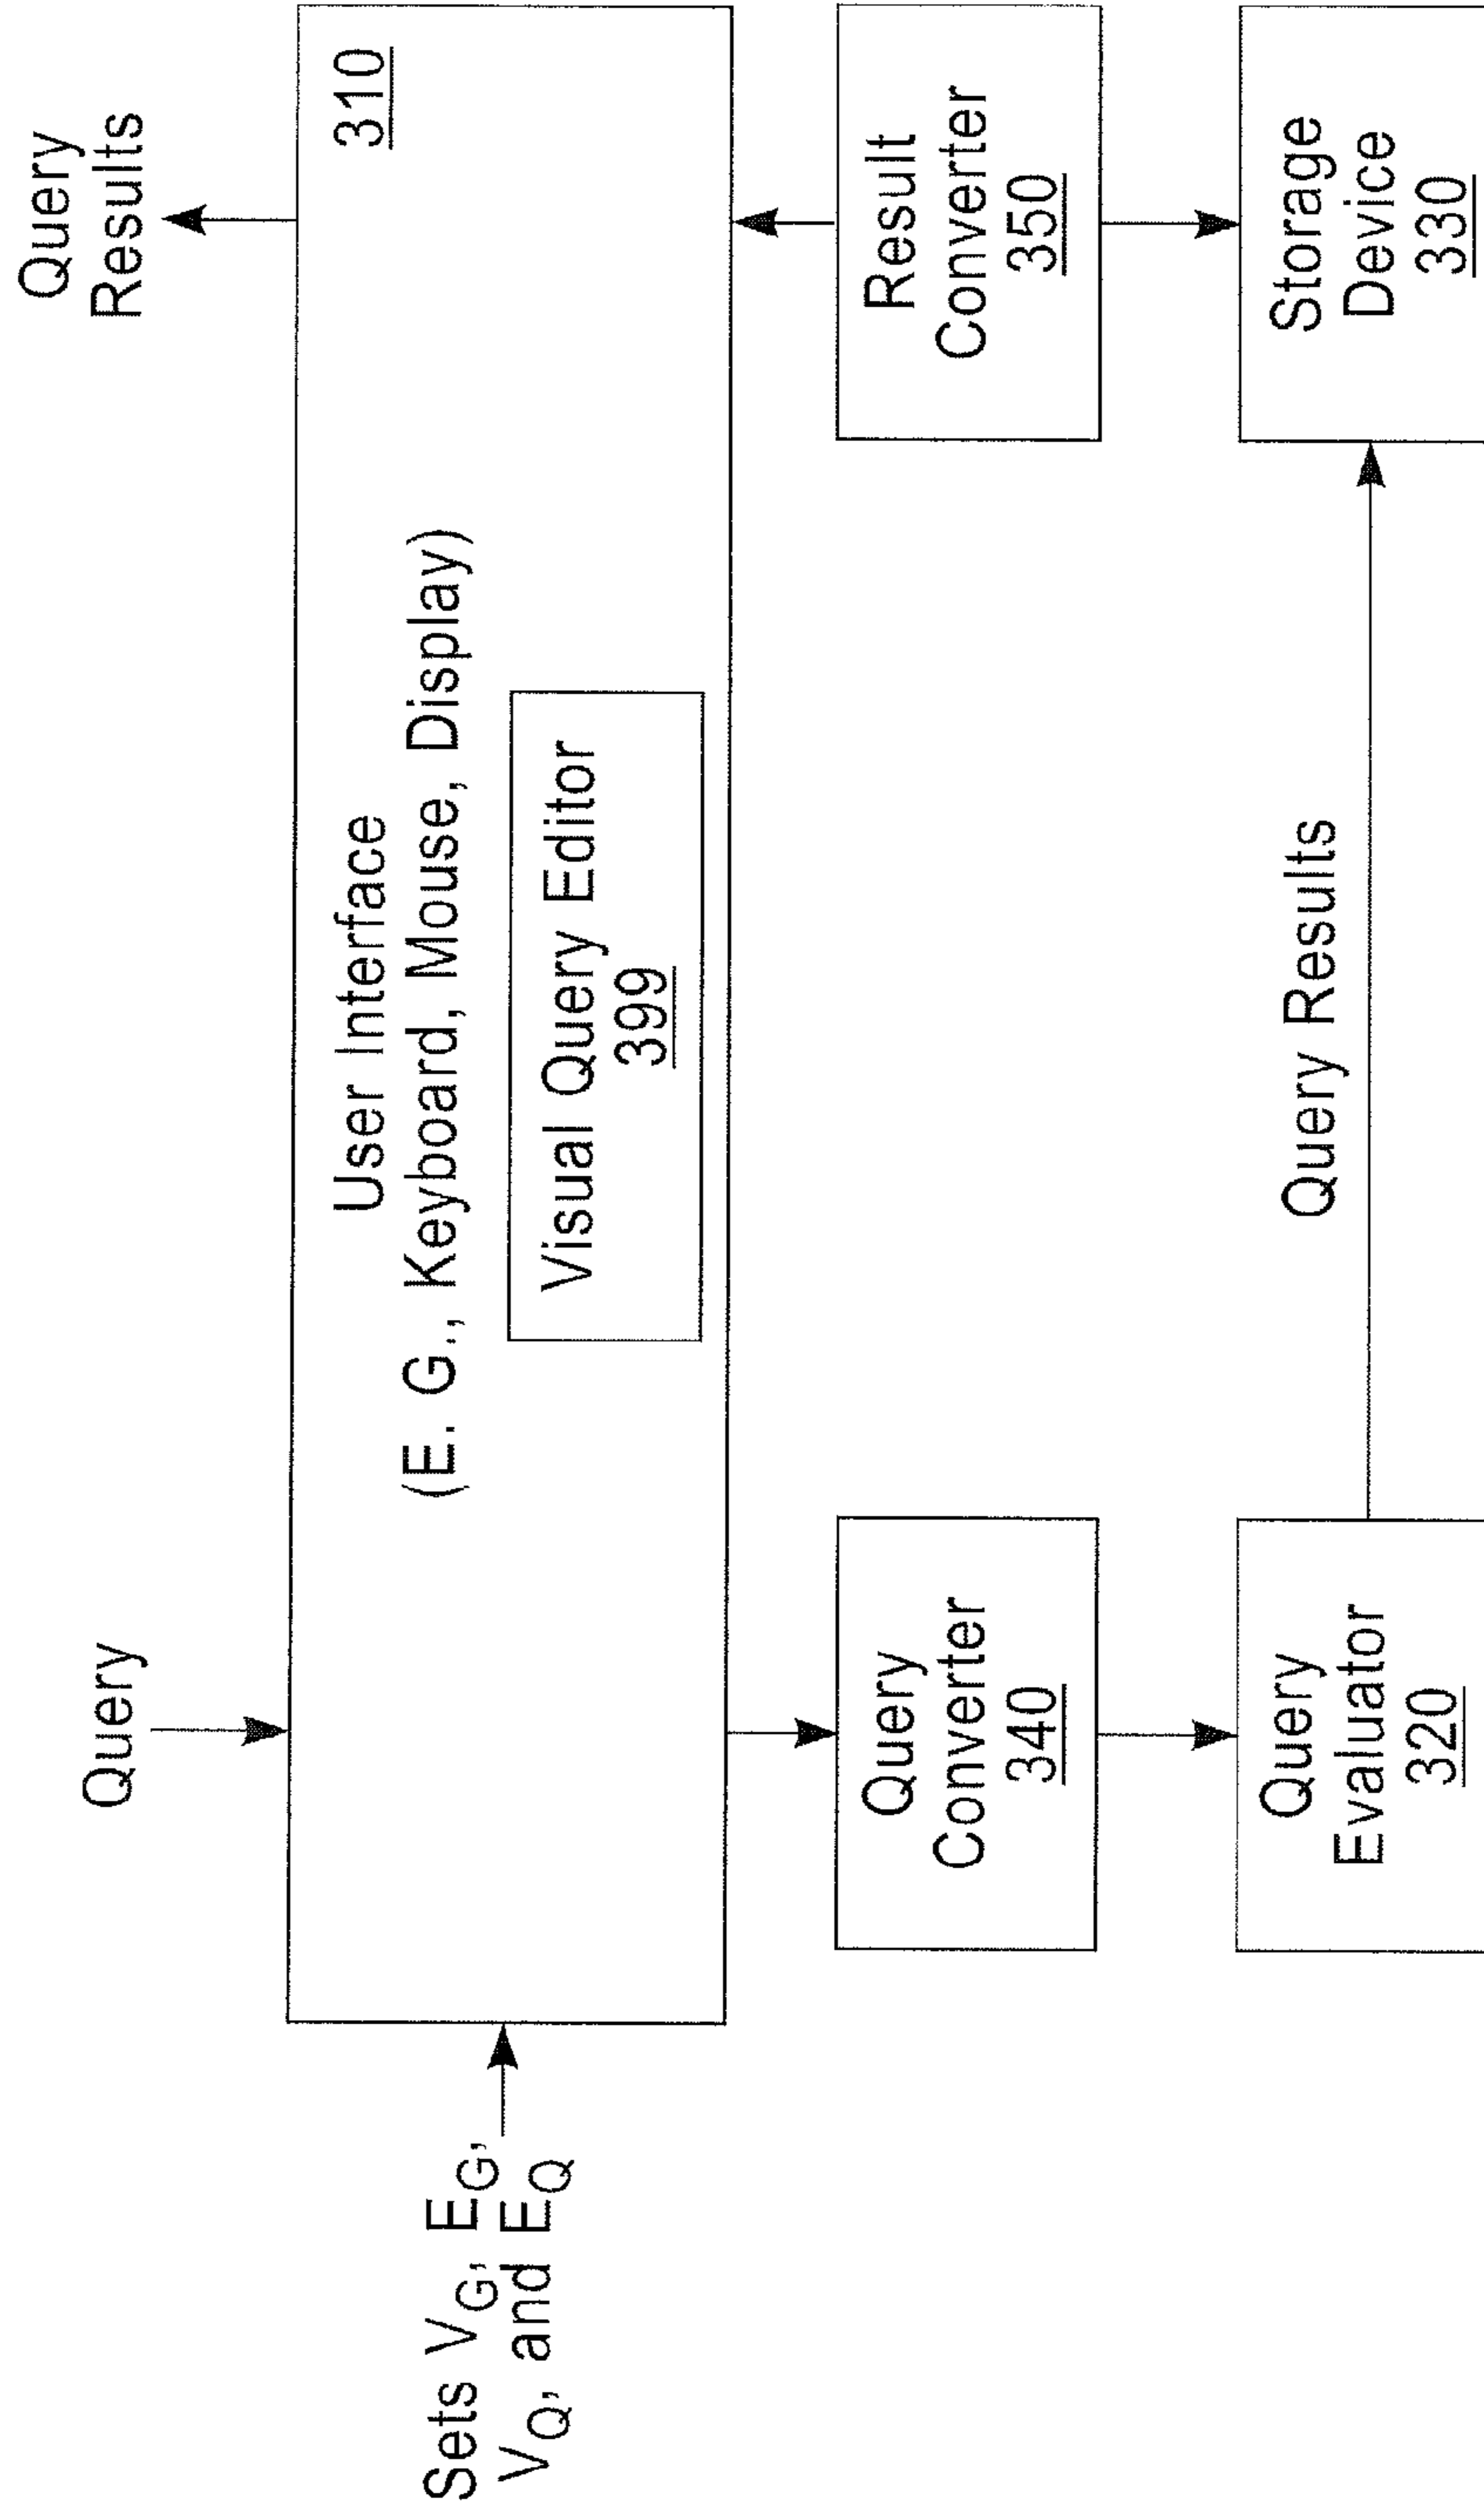 Query
Query
Results
User Interface
310
(E. G., Keyboard, Mouse, Display)
Visual Query Editor
399
Sets V_G, E_G,
V_Q, and E_Q
Query
Converter
340
Result
Converter
350
Query
Evaluator
320
Query Results
Storage
Device
330